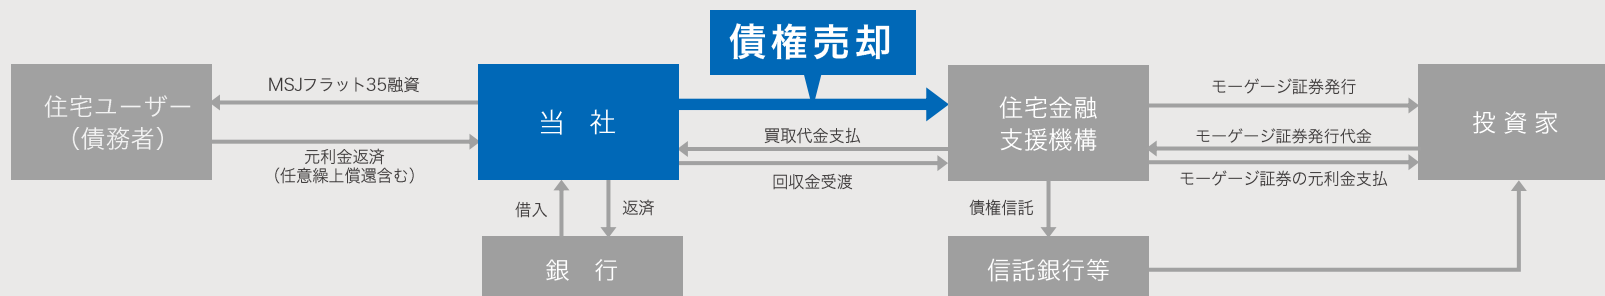 債権売却
住宅ユーザー
（債務者）
MSJフラット35融資
元利金返済
（任意繰上償還含む）
当　社
買取代金支払
回収金受渡
住宅金融
支援機構
モーゲージ証券発行
モーゲージ証券発行代金
モーゲージ証券の元利金支払
投資家
借入
返済
債権信託
銀　行
信託銀行等